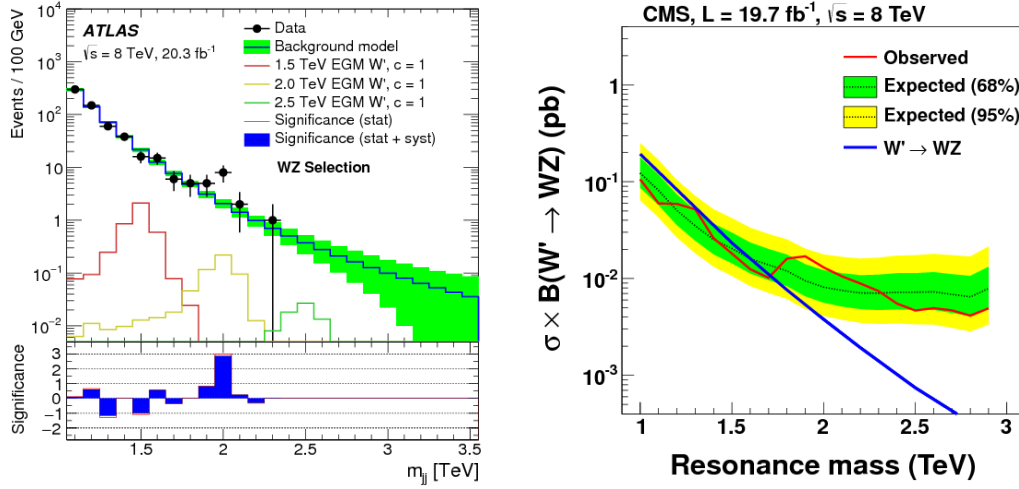 ATLAS
√s = 8 TeV, 20.3 fb⁻¹
Data
Background model
1.5 TeV EGM W', c = 1
2.0 TeV EGM W', c = 1
2.5 TeV EGM W', c = 1
Significance (stat)
Significance (stat + syst)
WZ Selection
Events / 100 GeV
10⁴
10³
10²
10
1
10⁻¹
10⁻²
Significance
3
2
1
0
-1
-2
1.5 2.0 2.5 3.0 3.5
m_jj [TeV]
CMS, L = 19.7 fb⁻¹, √s = 8 TeV
Observed
Expected (68%)
Expected (95%)
W' → WZ
σ × B(W' → WZ) (pb)
1
10⁻¹
10⁻²
10⁻³
1 1.5 2 2.5 3
Resonance mass (TeV)